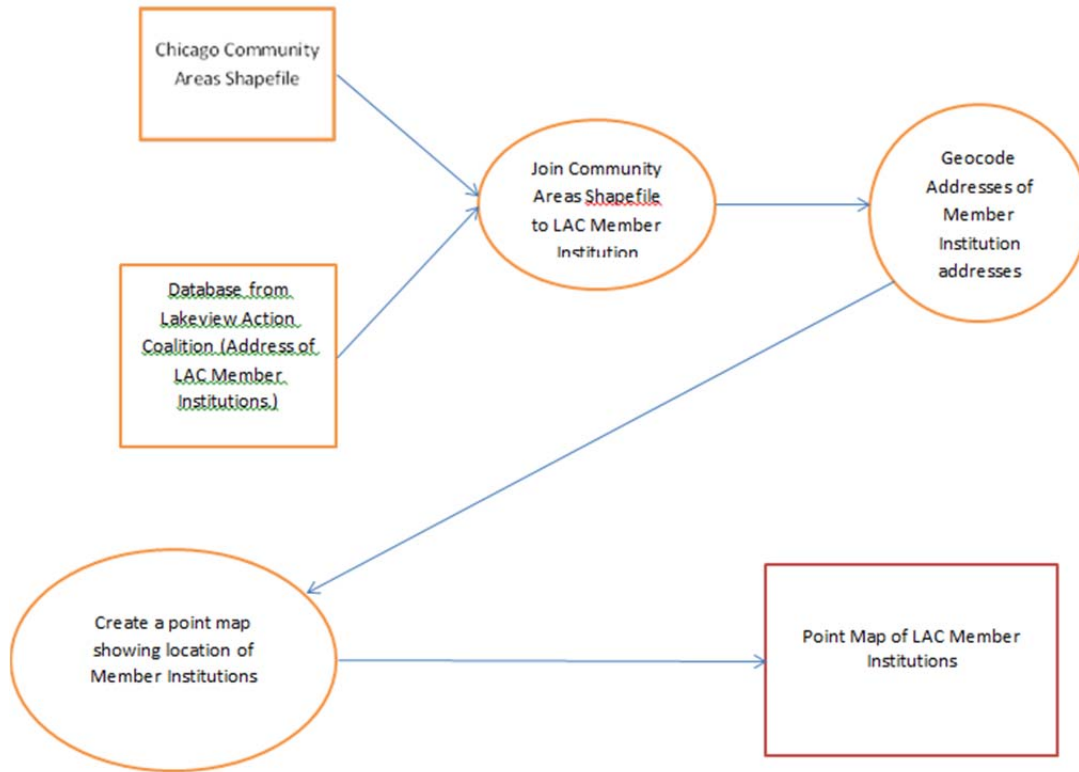 Chicago Community
Areas Shapefile
Join Community
Areas Shapefile
to LAC Member
Institution
Geocode
Addresses of
Member
Institution
addresses
Database from
Lakeview Action
Coalition (Address of
LAC Member
Institutions.)
Create a point map
showing location of
Member Institutions
Point Map of LAC Member
Institutions